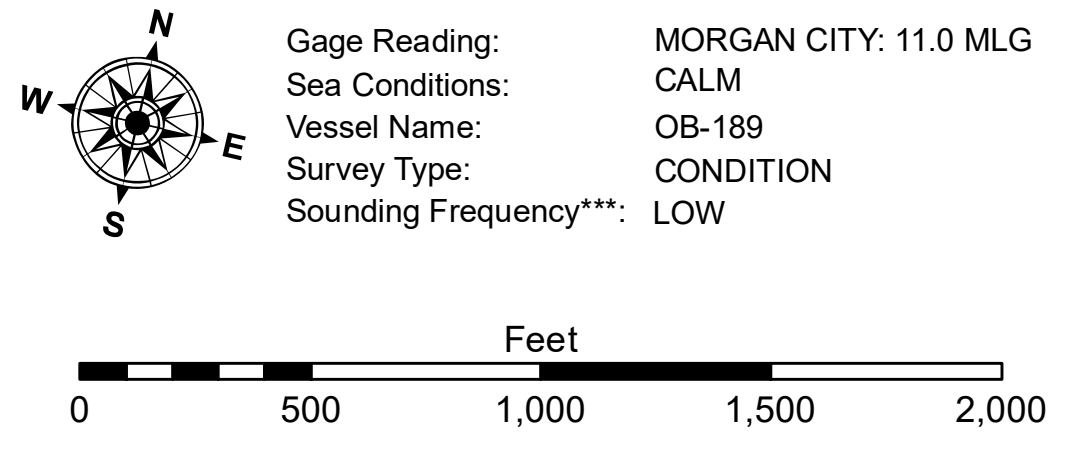 N
W
E
S
Gage Reading: MORGAN CITY: 11.0 MLG
Sea Conditions: CALM
Vessel Name: OB-189
Survey Type: CONDITION
Sounding Frequency***: LOW
Feet
0 500 1,000 1,500 2,000